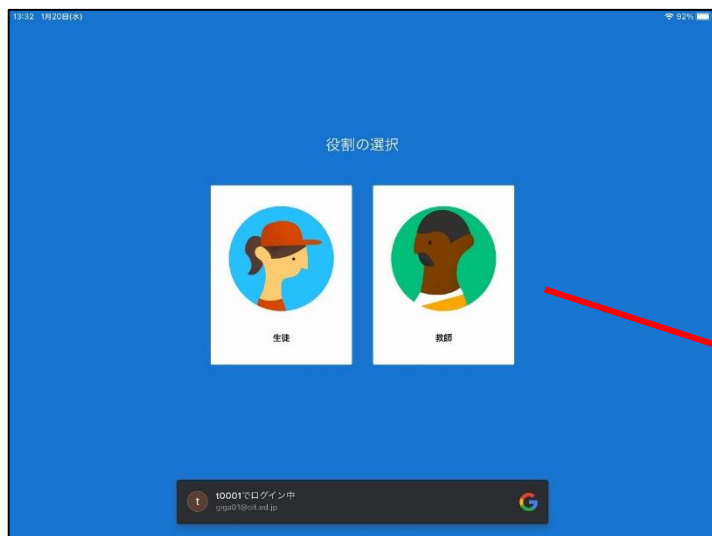 13:32 1月20日(水)
92%
役割の選択
生徒
教師
t
t0001でログイン中
giga01@oit.ed.jp